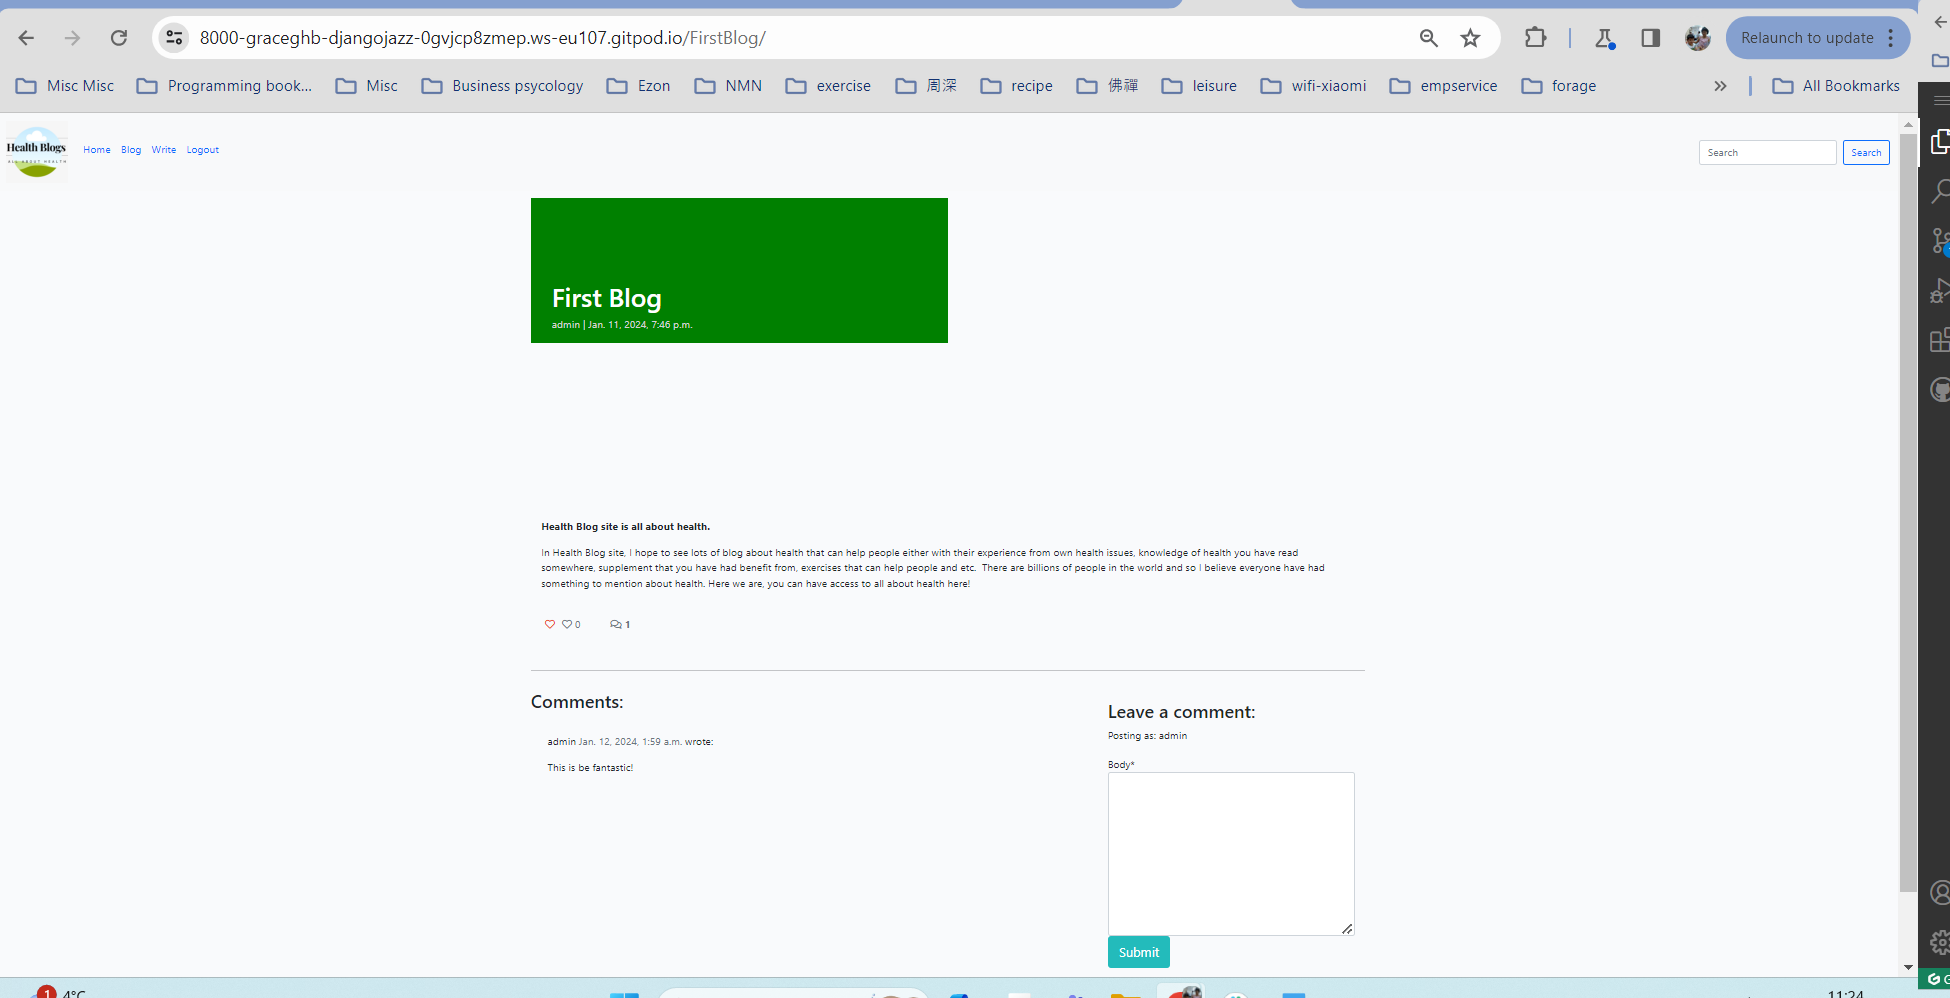 8000-graceghb-djangojazz-0gvjcp8zmep.ws-eu107.gitpod.io/FirstBlog/
Relaunch to update
Misc Misc
Programming book...
Misc
Business psycology
Ezon
NMN
exercise
周深
recipe
佛禪
leisure
wifi-xiaomi
empservice
forage
All Bookmarks
Health Blogs
ALL ABOUT HEALTH
Home
Blog
Write
Logout
Search
Search
First Blog
admin | Jan. 11, 2024, 7:46 p.m.
Health Blog site is all about health.
In Health Blog site, I hope to see lots of blog about health that can help people either with their experience from own health issues, knowledge of health you have read
somewhere, supplement that you have had benefit from, exercises that can help people and etc.  There are billions of people in the world and so I believe everyone have had
something to mention about health. Here we are, you can have access to all about health here!
0
1
Comments:
admin Jan. 12, 2024, 1:59 a.m. wrote:
This is be fantastic!
Leave a comment:
Posting as: admin
Body*
Submit
1
4°C
11:24